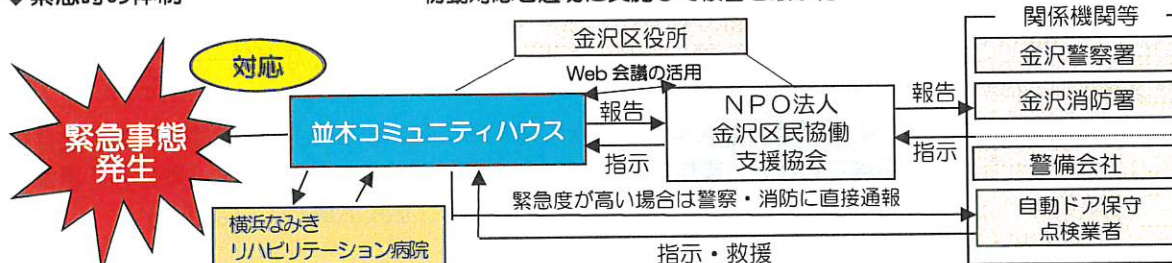 関係機関等
金沢区役所
金沢警察署
対応
Web会議の活用
緊急事態
発生
並木コミュニティハウス
報告
指示
NPO法人
金沢区民協働
支援協会
報告
指示
金沢消防署
警備会社
緊急度が高い場合は警察・消防に直接通報
自動ドア保守
点検業者
横浜なみき
リハビリテーション病院
指示・救援